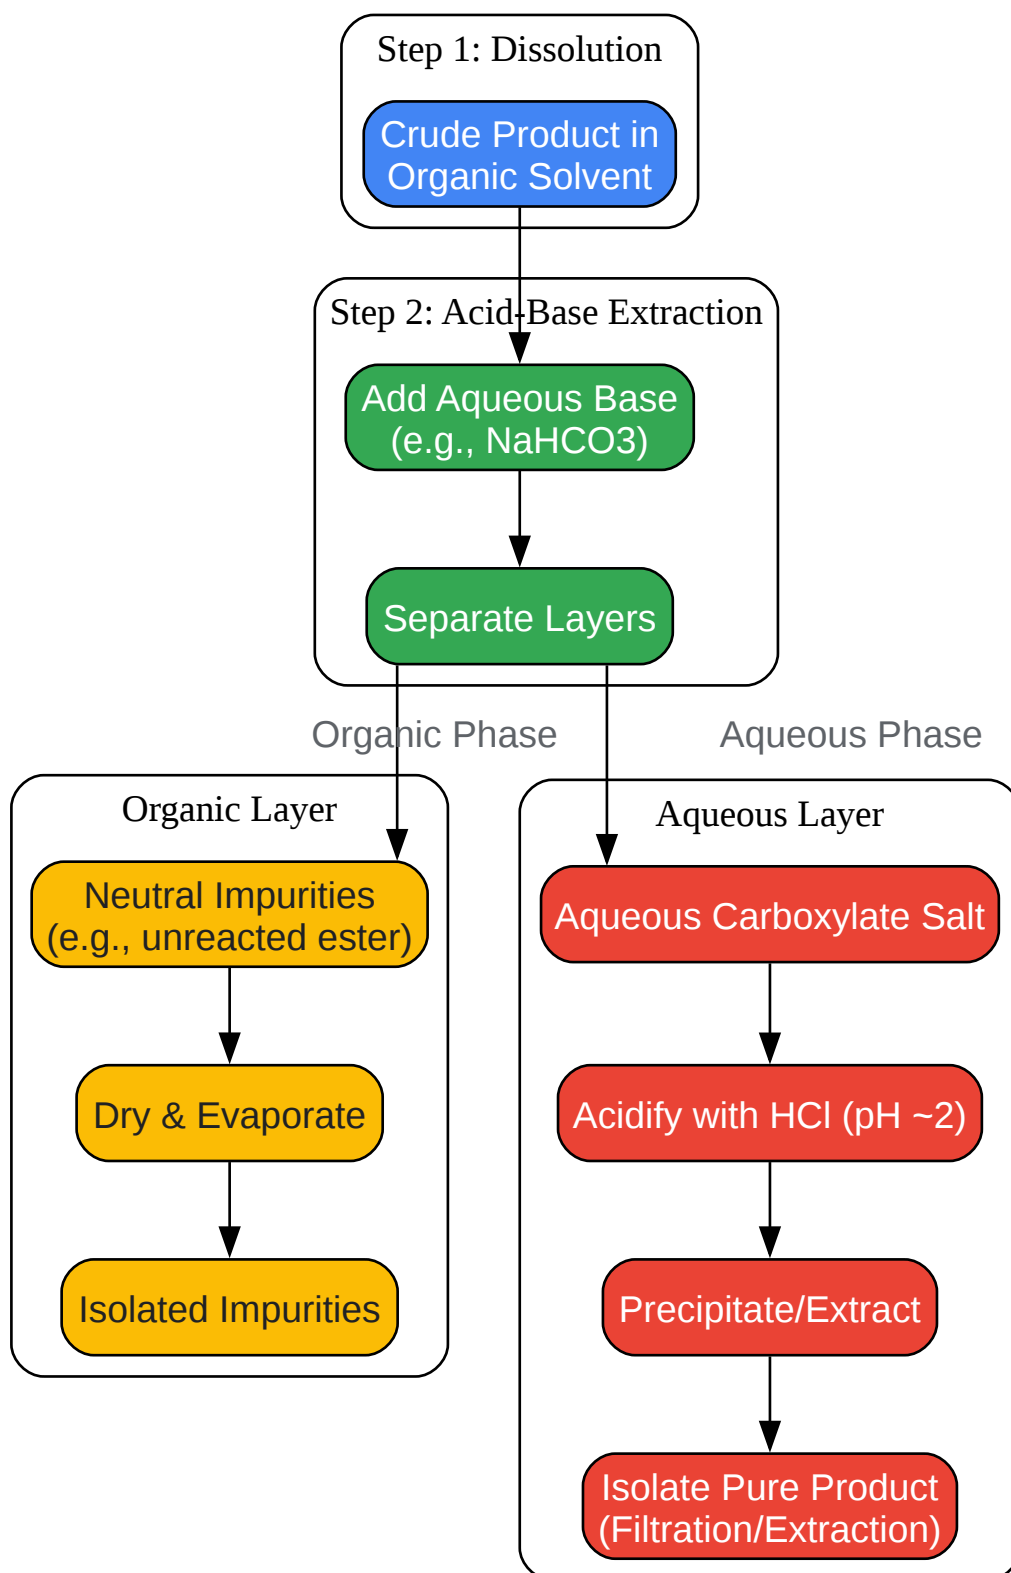 Step 1: Dissolution
Crude Product in
Organic Solvent
Step 2: Acid-Base Extraction
Add Aqueous Base
(e.g., NaHCO3)
Separate Layers
Organic Phase
Aqueous Phase
Organic Layer
Neutral Impurities
(e.g., unreacted ester)
Dry & Evaporate
Isolated Impurities
Aqueous Layer
Aqueous Carboxylate Salt
Acidify with HCl (pH ~2)
Precipitate/Extract
Isolate Pure Product
(Filtration/Extraction)